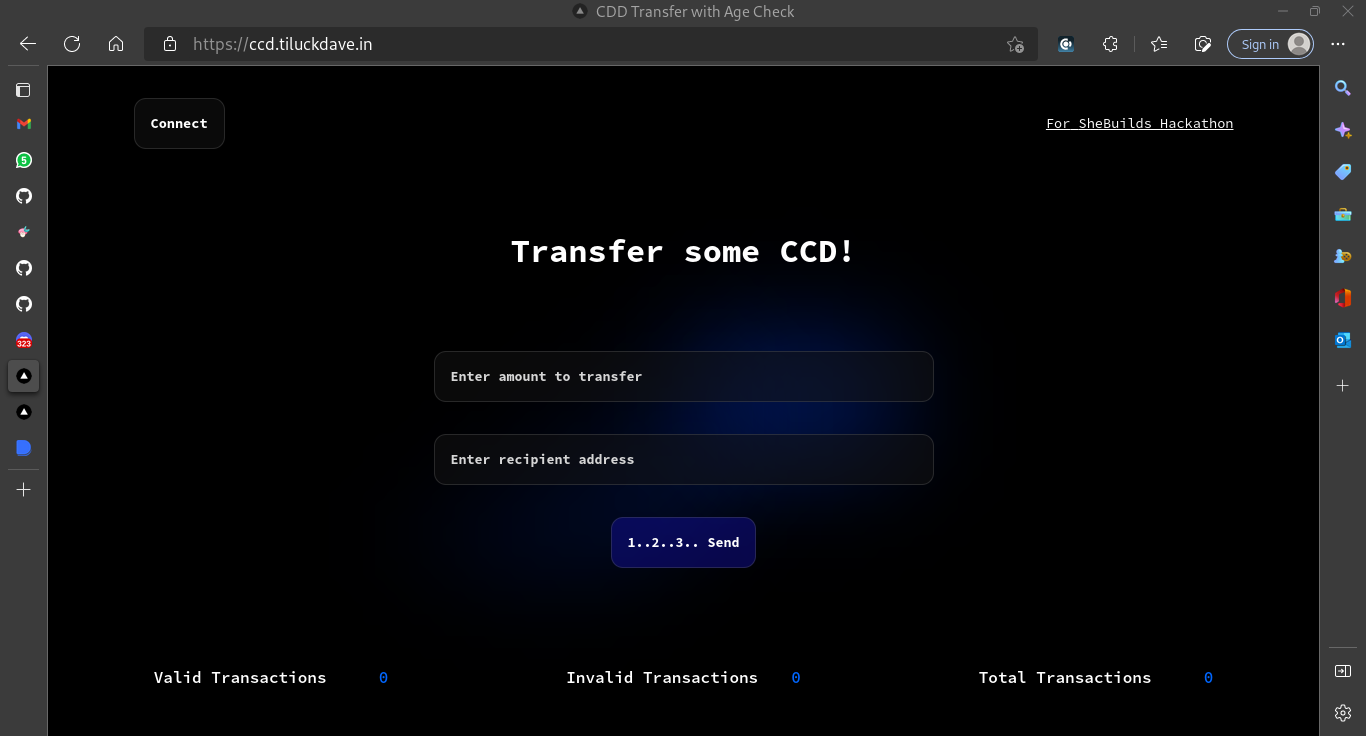 CDD Transfer with Age Check
https://ccd.tiluckdave.in
Sign in
5
323
Connect
For SheBuilds Hackathon
Transfer some CCD!
Enter amount to transfer
Enter recipient address
1..2..3.. Send
Valid Transactions 0
Invalid Transactions 0
Total Transactions 0